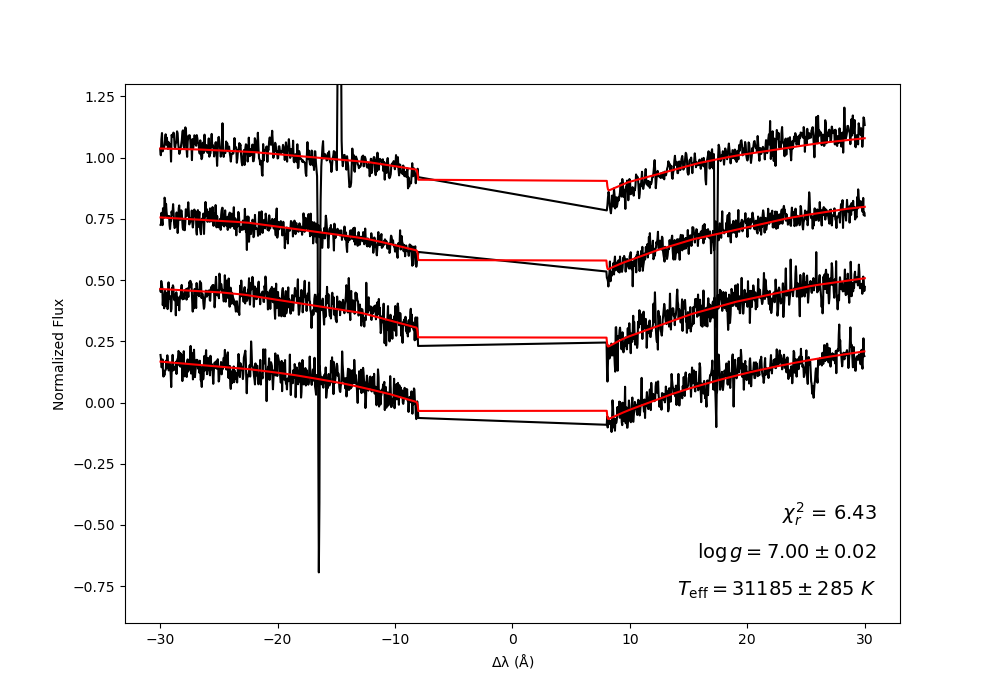 1.25
1.00
0.75
0.50
0.25
0.00
−0.25
−0.50
−0.75
Normalized Flux
χ²ᵣ = 6.43
log g = 7.00 ± 0.02
T_eff = 31185 ± 285 K
−30 −20 −10 0 10 20 30
Δλ (Å)